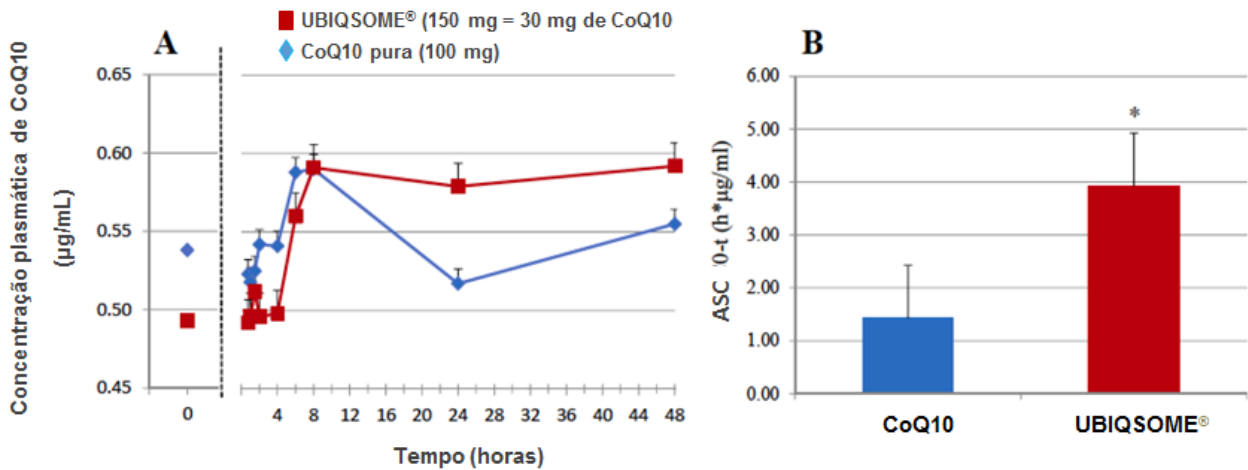 UBIQSOME® (150 mg = 30 mg de CoQ10
CoQ10 pura (100 mg)
A
Concentração plasmática de CoQ10
(µg/mL)
0.65
0.60
0.55
0.50
0.45
0
4
8
12
16
20
24
28
32
36
40
44
48
Tempo (horas)
B
*
ASC '0-t (h*µg/ml)
6.00
5.00
4.00
3.00
2.00
1.00
0.00
CoQ10
UBIQSOME®